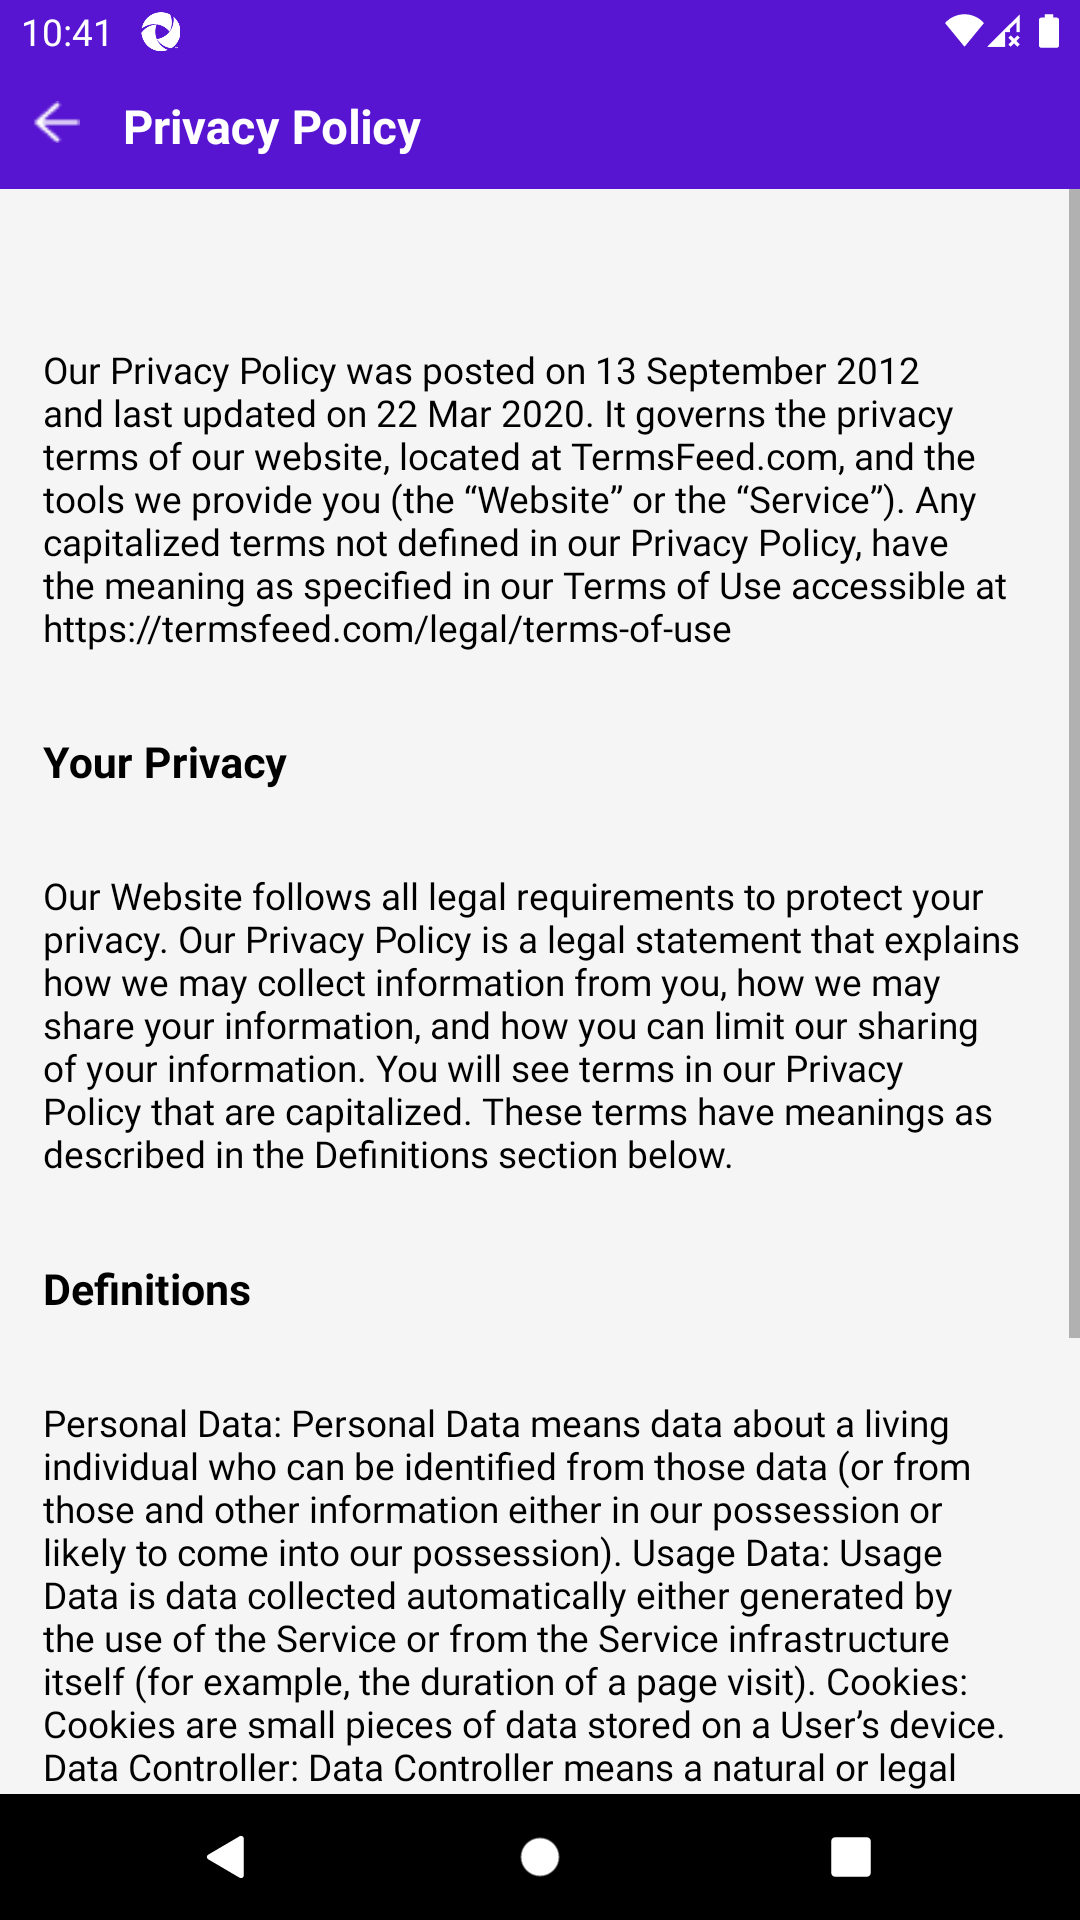 10:41
Privacy Policy
Our Privacy Policy was posted on 13 September 2012
and last updated on 22 Mar 2020. It governs the privacy
terms of our website, located at TermsFeed.com, and the
tools we provide you (the “Website” or the “Service”). Any
capitalized terms not defined in our Privacy Policy, have
the meaning as specified in our Terms of Use accessible at
https://termsfeed.com/legal/terms-of-use
Your Privacy
Our Website follows all legal requirements to protect your
privacy. Our Privacy Policy is a legal statement that explains
how we may collect information from you, how we may
share your information, and how you can limit our sharing
of your information. You will see terms in our Privacy
Policy that are capitalized. These terms have meanings as
described in the Definitions section below.
Definitions
Personal Data: Personal Data means data about a living
individual who can be identified from those data (or from
those and other information either in our possession or
likely to come into our possession). Usage Data: Usage
Data is data collected automatically either generated by
the use of the Service or from the Service infrastructure
itself (for example, the duration of a page visit). Cookies:
Cookies are small pieces of data stored on a User’s device.
Data Controller: Data Controller means a natural or legal